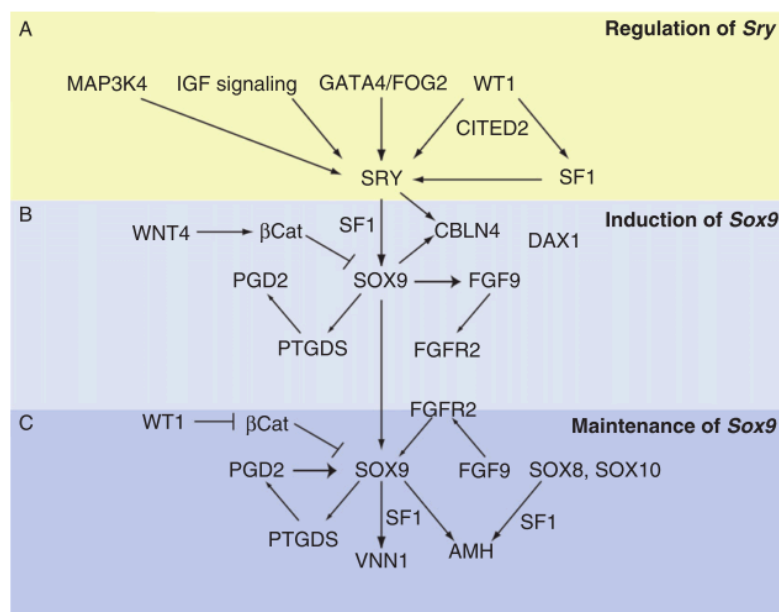 A Regulation of Sry
MAP3K4 IGF signaling GATA4/FOG2 WT1
CITED2
SRY SF1
B Induction of Sox9
WNT4 βCat SF1 CBLN4 DAX1
PGD2 SOX9 FGF9
PTGDS FGFR2
C Maintenance of Sox9
FGFR2
WT1 βCat
PGD2 SOX9 FGF9 SOX8, SOX10
PTGDS SF1 SF1
VNN1 AMH